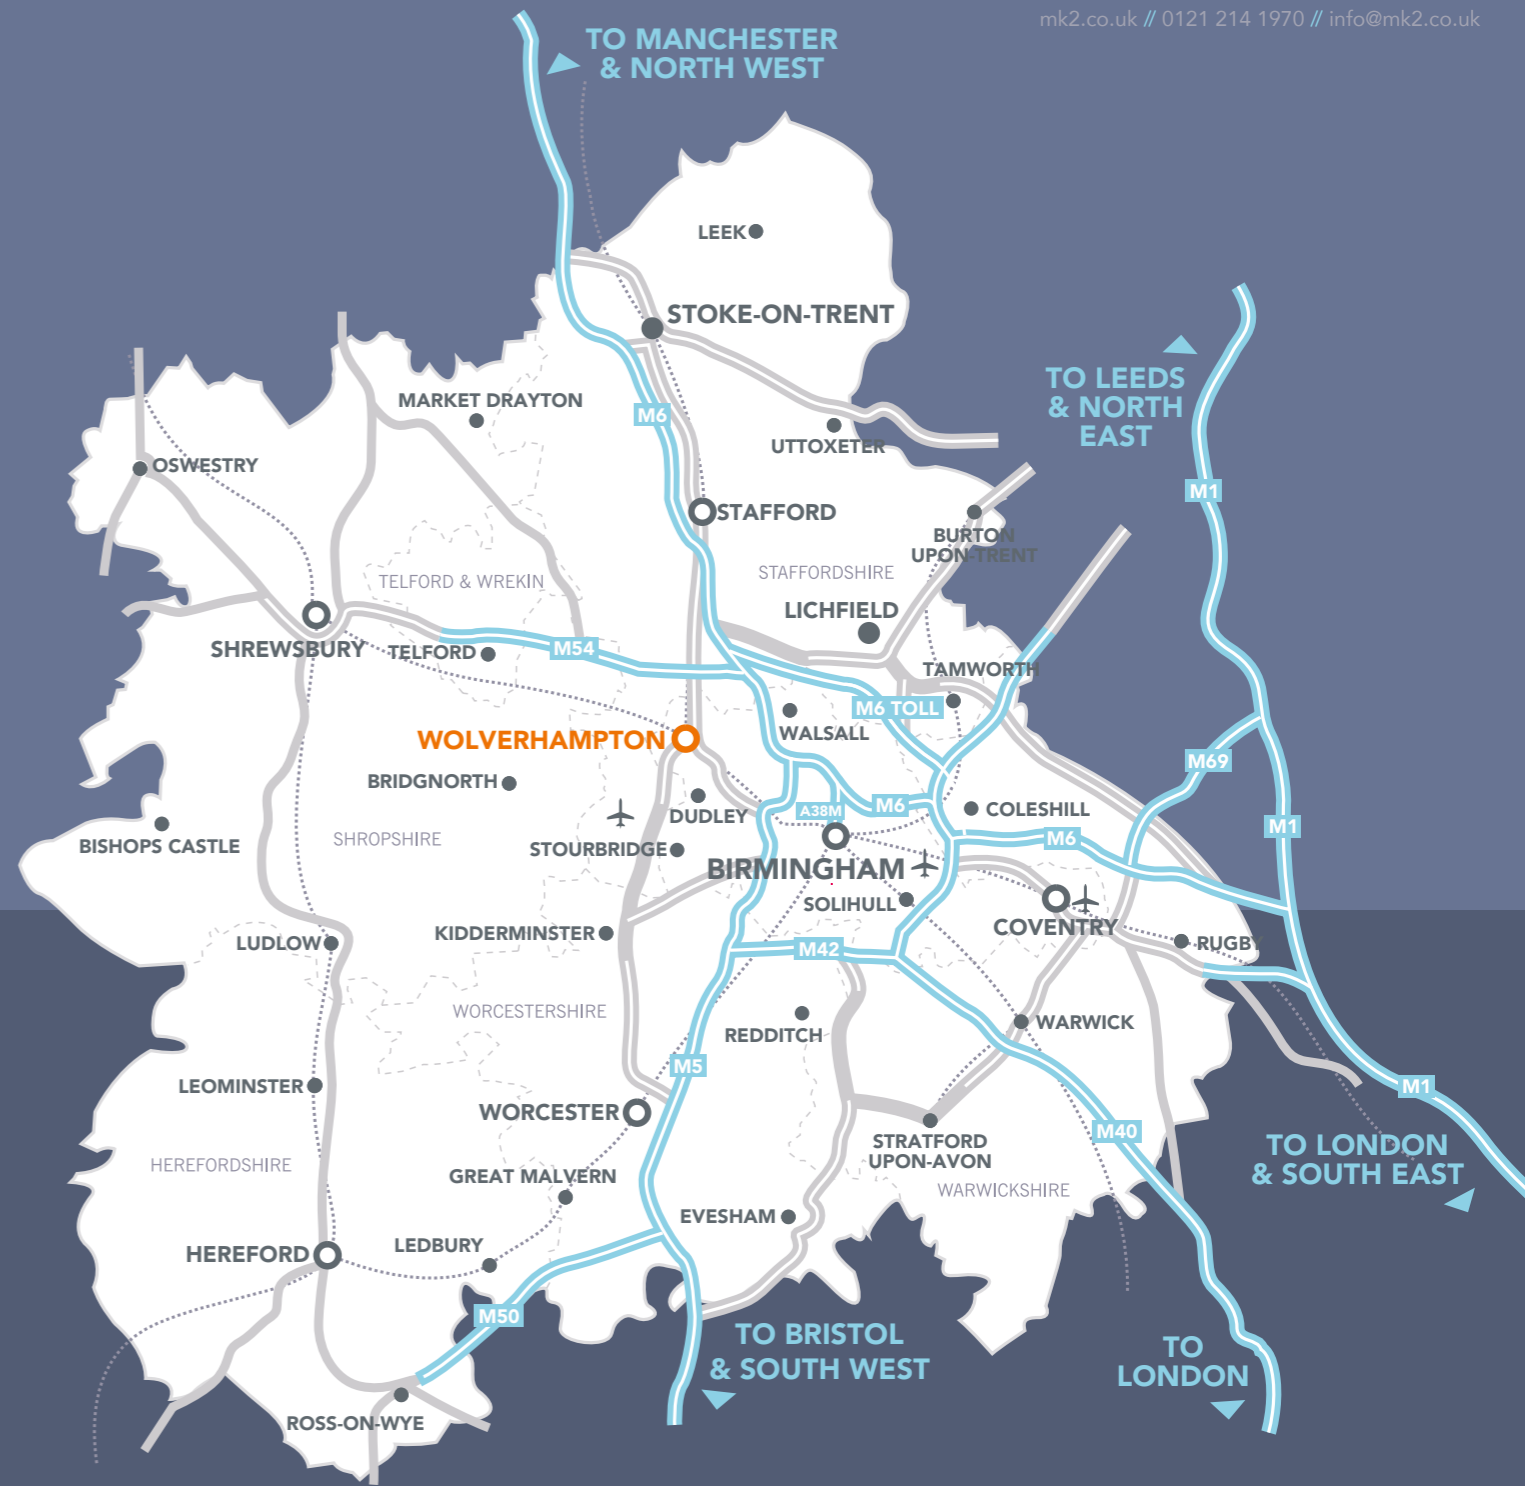 mk2.co.uk // 0121 214 1970 // info@mk2.co.uk
TO MANCHESTER
& NORTH WEST
LEEK
STOKE-ON-TRENT
TO LEEDS
& NORTH
EAST
MARKET DRAYTON
M6
UTTOXETER
OSWESTRY
M1
STAFFORD
BURTON
UPON-TRENT
STAFFORDSHIRE
TELFORD & WREKIN
LICHFIELD
SHREWSBURY
TELFORD
M54
TAMWORTH
M6 TOLL
WALSALL
WOLVERHAMPTON
M69
BRIDGNORTH
DUDLEY
A38M
M6
COLESHILL
M1
SHROPSHIRE
M6
BISHOPS CASTLE
STOURBRIDGE
BIRMINGHAM
SOLIHULL
COVENTRY
KIDDERMINSTER
LUDLOW
M42
RUGBY
WORCESTERSHIRE
REDDITCH
WARWICK
M5
LEOMINSTER
M1
WORCESTER
M40
STRATFORD
UPON-AVON
TO LONDON
& SOUTH EAST
HEREFORDSHIRE
GREAT MALVERN
WARWICKSHIRE
EVESHAM
LEDBURY
HEREFORD
M50
TO BRISTOL
& SOUTH WEST
TO
LONDON
ROSS-ON-WYE